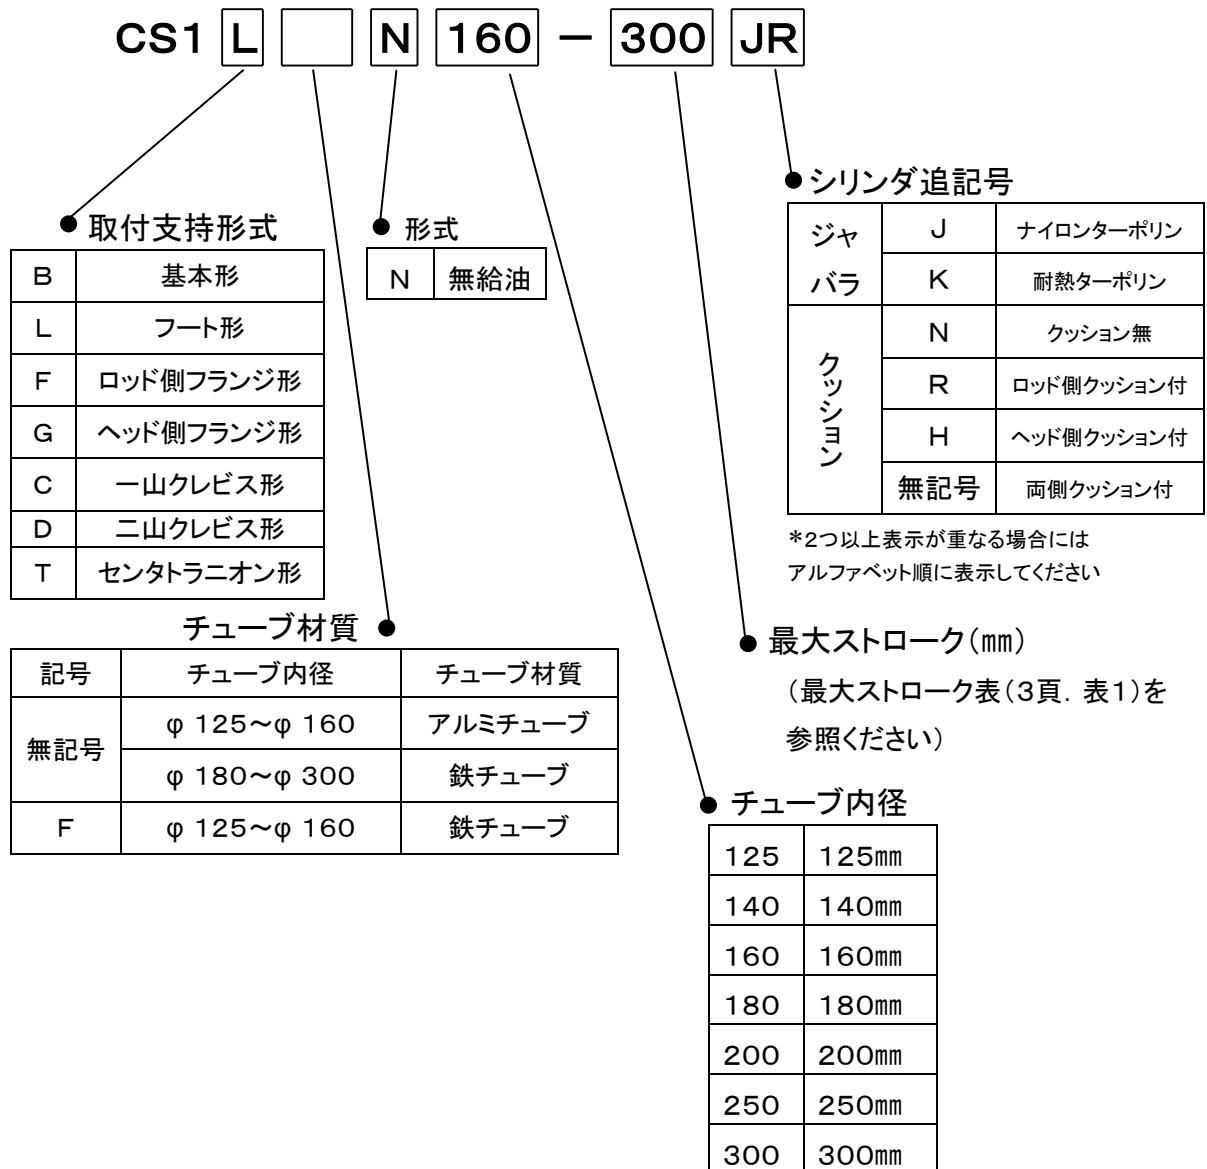 CS1 L N 160 － 300 JR
● シリンダ追記号
ジャバラ J ナイロンターポリン
K 耐熱ターポリン
クッション N クッション無
R ロッド側クッション付
H ヘッド側クッション付
無記号 両側クッション付
*2つ以上表示が重なる場合には
アルファベット順に表示してください
● 取付支持形式
B 基本形
L フート形
F ロッド側フランジ形
G ヘッド側フランジ形
C 一山クレビス形
D 二山クレビス形
T センタトラニオン形
● 形式
N 無給油
チューブ材質 ●
記号 チューブ内径 チューブ材質
無記号 φ 125～φ 160 アルミチューブ
φ 180～φ 300 鉄チューブ
F φ 125～φ 160 鉄チューブ
● 最大ストローク（㎜）
（最大ストローク表（3頁．表1）を
参照ください）
● チューブ内径
125 125㎜
140 140㎜
160 160㎜
180 180㎜
200 200㎜
250 250㎜
300 300㎜